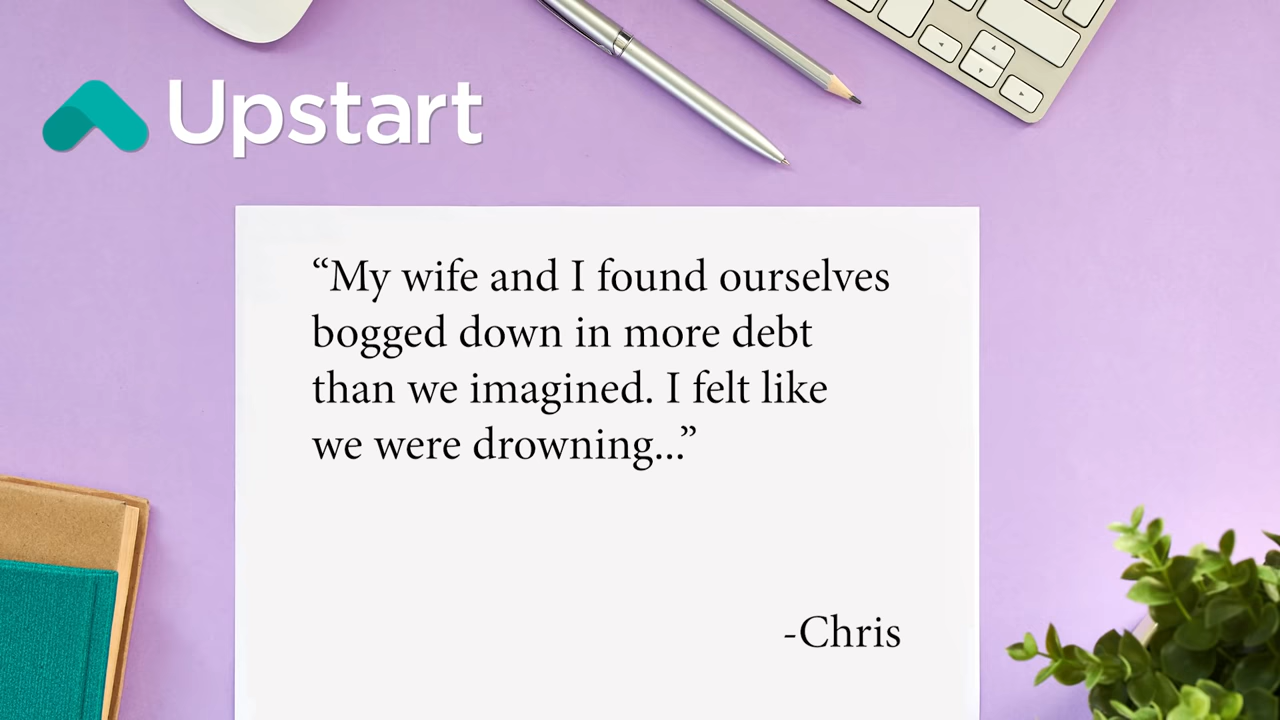 Upstart
“My wife and I found ourselves
bogged down in more debt
than we imagined. I felt like
we were drowning...”
-Chris